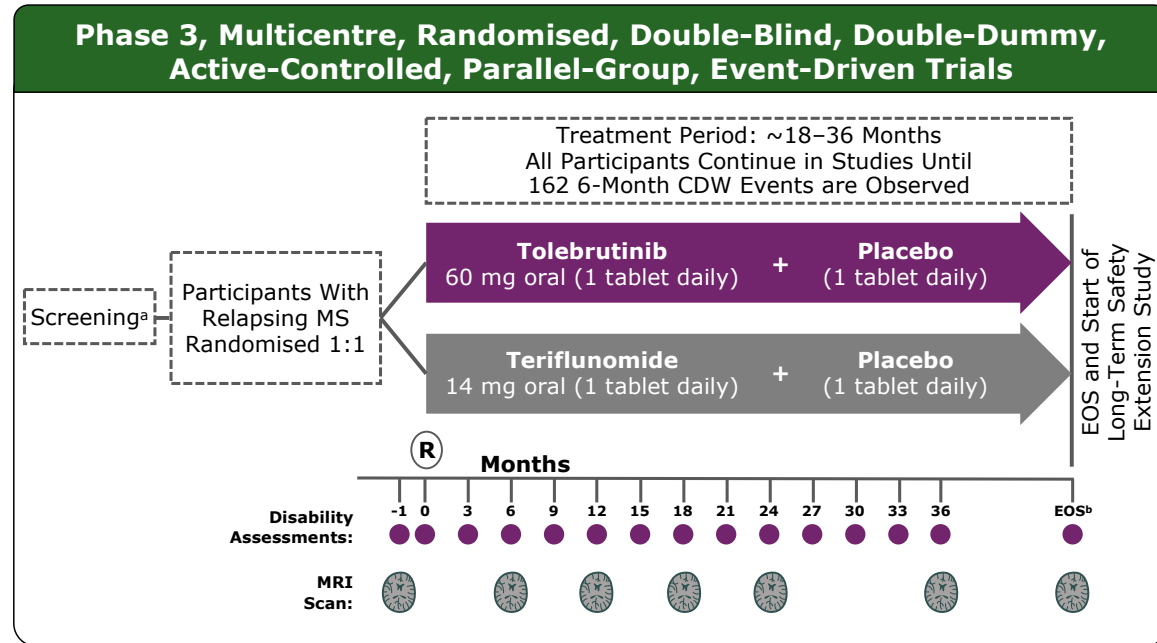 Phase 3, Multicentre, Randomised, Double-Blind, Double-Dummy,
Active-Controlled, Parallel-Group, Event-Driven Trials
Treatment Period: ~18–36 Months
All Participants Continue in Studies Until
162 6-Month CDW Events are Observed
Screeningᵃ
Participants With
Relapsing MS
Randomised 1:1
Tolebrutinib
60 mg oral (1 tablet daily)
+
Placebo
(1 tablet daily)
Teriflunomide
14 mg oral (1 tablet daily)
+
Placebo
(1 tablet daily)
EOS and Start of
Long-Term Safety
Extension Study
R
Months
-1 0 3 6 9 12 15 18 21 24 27 30 33 36 EOSᵇ
Disability
Assessments:
MRI
Scan: